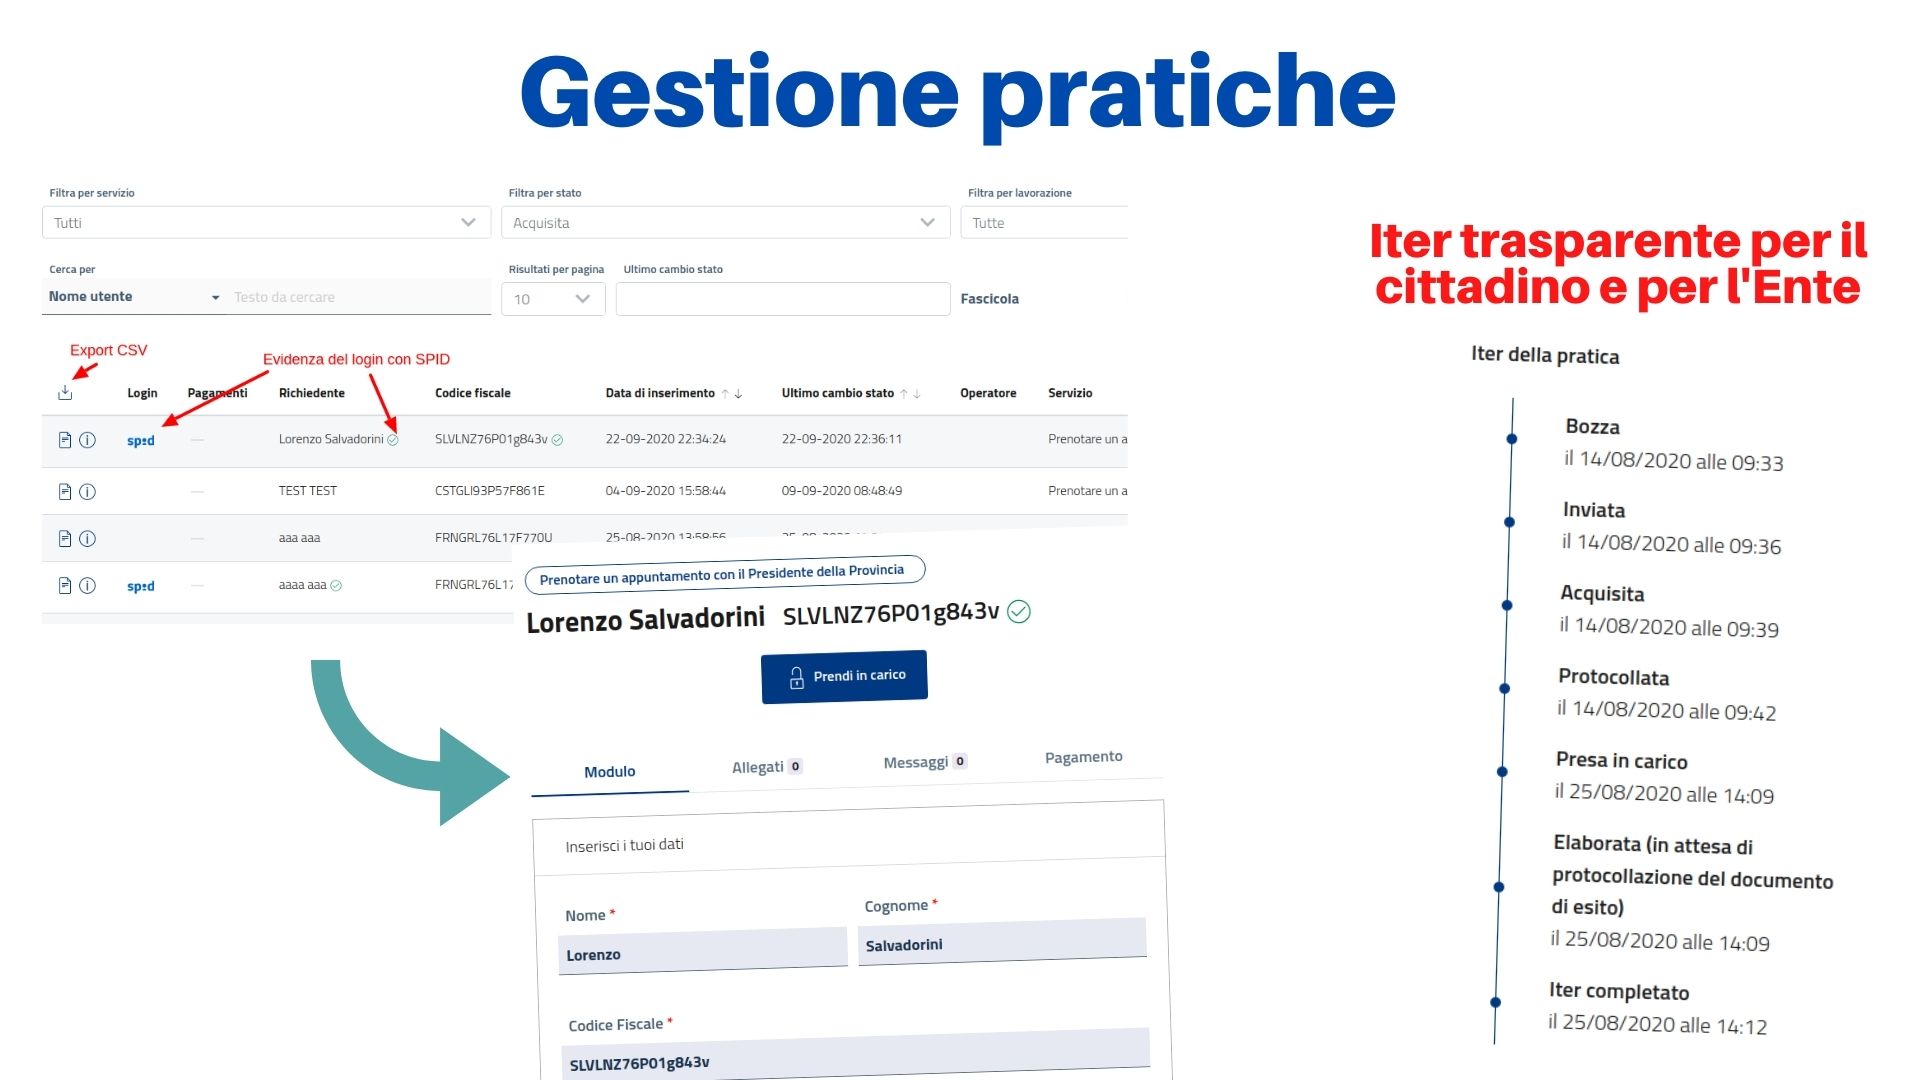 Gestione pratiche
Filtra per servizio
Filtra per stato
Filtra per lavorazione
Tutti
Acquisita
Tutte
Cerca per
Risultati per pagina
Ultimo cambio stato
Nome utente
Testo da cercare
10
Fascicola
Export CSV
Evidenza del login con SPID
Login Pagamenti Richiedente Codice fiscale Data di inserimento ↑ ↓ Ultimo cambio stato ↑ ↓ Operatore Servizio
spid — Lorenzo Salvadorini SLVLNZ76P01g843v 22-09-2020 22:34:24 22-09-2020 22:36:11 Prenotare un a
— TEST TEST CSTGLI93P57F861E 04-09-2020 15:58:44 09-09-2020 08:48:49 Prenotare un a
— aaa aaa FRNGRL76L17F770U 25-08-2020 13:58:56
spid — aaaa aaa FRNGRL76L17
Prenotare un appuntamento con il Presidente della Provincia
Lorenzo Salvadorini SLVLNZ76P01g843v
Prendi in carico
Modulo Allegati 0 Messaggi 0 Pagamento
Inserisci i tuoi dati
Nome *
Cognome *
Lorenzo
Salvadorini
Codice Fiscale *
SLVLNZ76P01g843v
Iter trasparente per il
cittadino e per l'Ente
Iter della pratica
Bozza
il 14/08/2020 alle 09:33
Inviata
il 14/08/2020 alle 09:36
Acquisita
il 14/08/2020 alle 09:39
Protocollata
il 14/08/2020 alle 09:42
Presa in carico
il 25/08/2020 alle 14:09
Elaborata (in attesa di
protocollazione del documento
di esito)
il 25/08/2020 alle 14:09
Iter completato
il 25/08/2020 alle 14:12